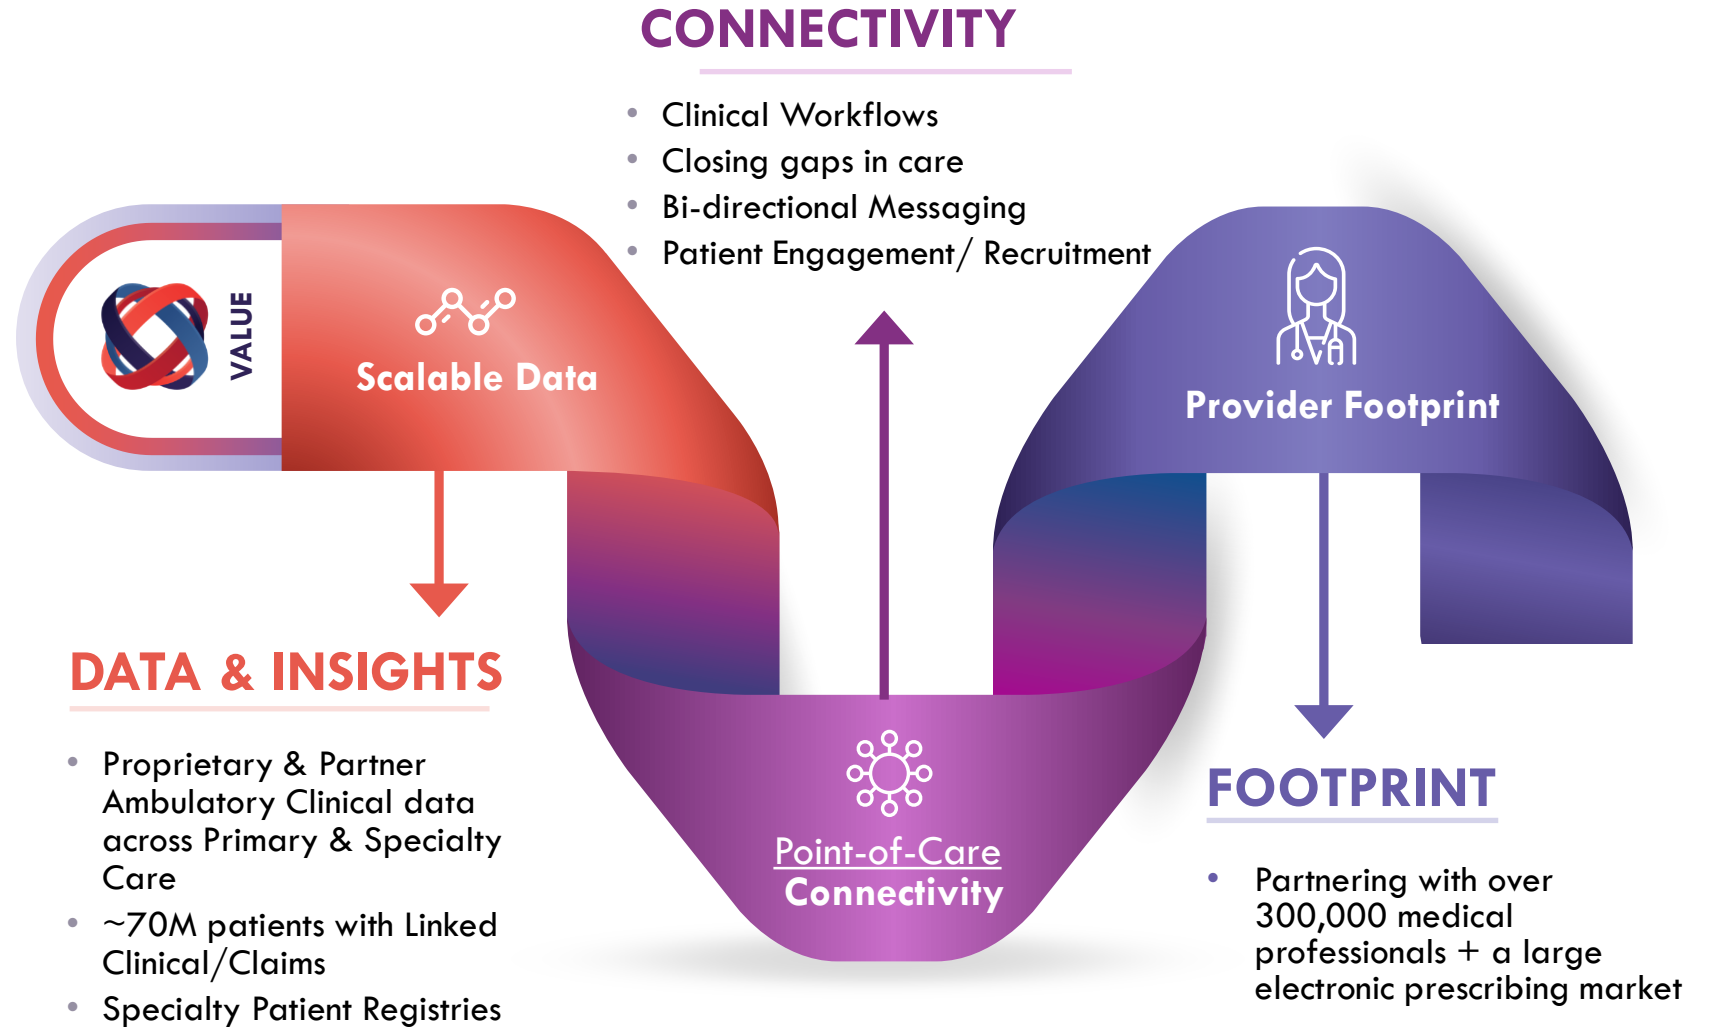 CONNECTIVITY
• Clinical Workflows
• Closing gaps in care
• Bi-directional Messaging
• Patient Engagement/ Recruitment
VALUE
Scalable Data
Provider Footprint
DATA & INSIGHTS
• Proprietary & Partner
Ambulatory Clinical data
across Primary & Specialty
Care
• ~70M patients with Linked
Clinical/Claims
• Specialty Patient Registries
Point-of-Care
Connectivity
FOOTPRINT
• Partnering with over
300,000 medical
professionals + a large
electronic prescribing market